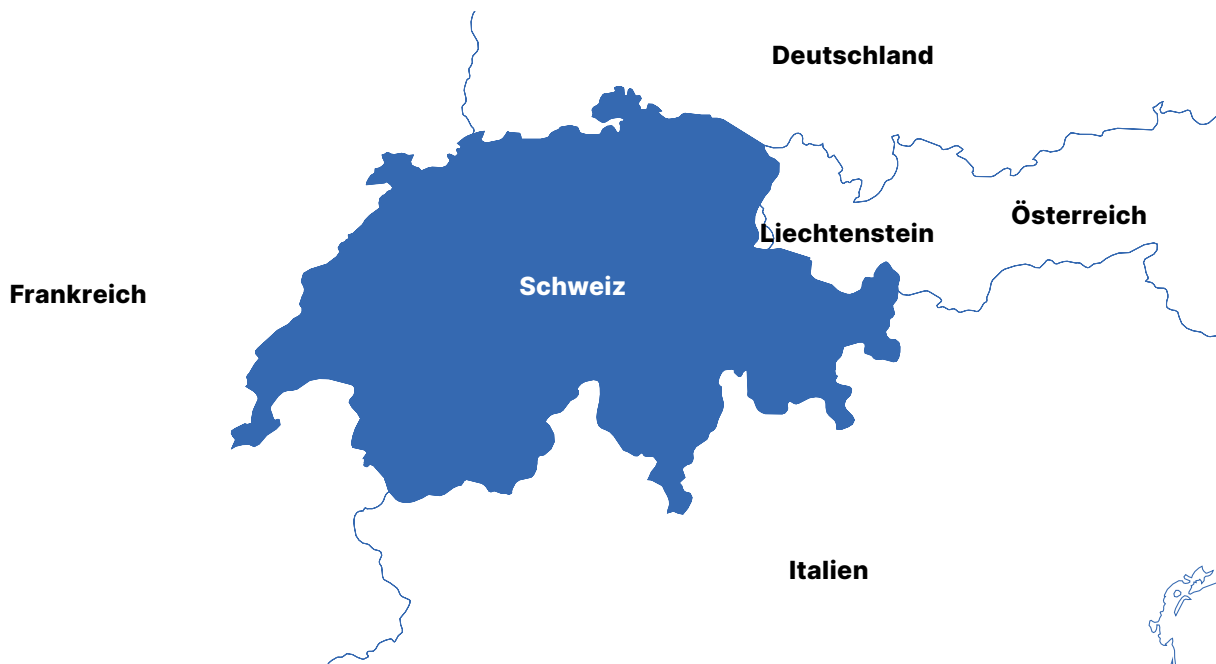 Deutschland
Österreich
Liechtenstein
Schweiz
Frankreich
Italien